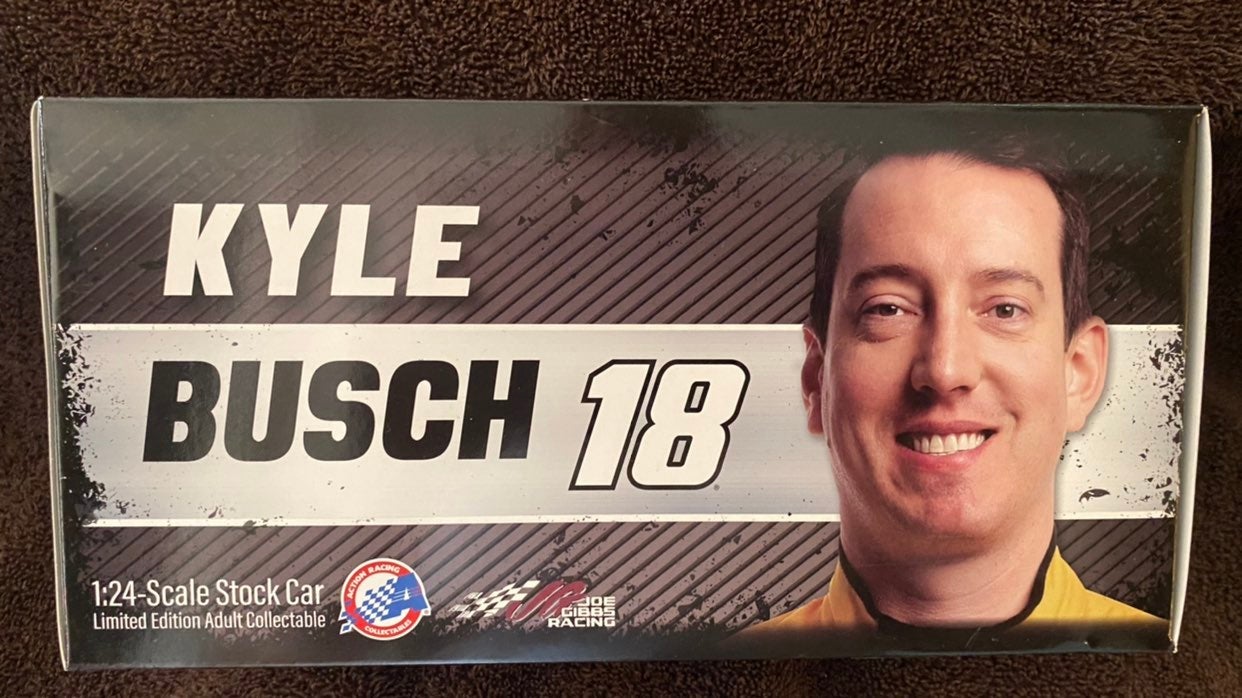 KYLE
BUSCH 18
1:24-Scale Stock Car
Limited Edition Adult Collectable
ACTION RACING
COLLECTABLES
JOE
GIBBS
RACING